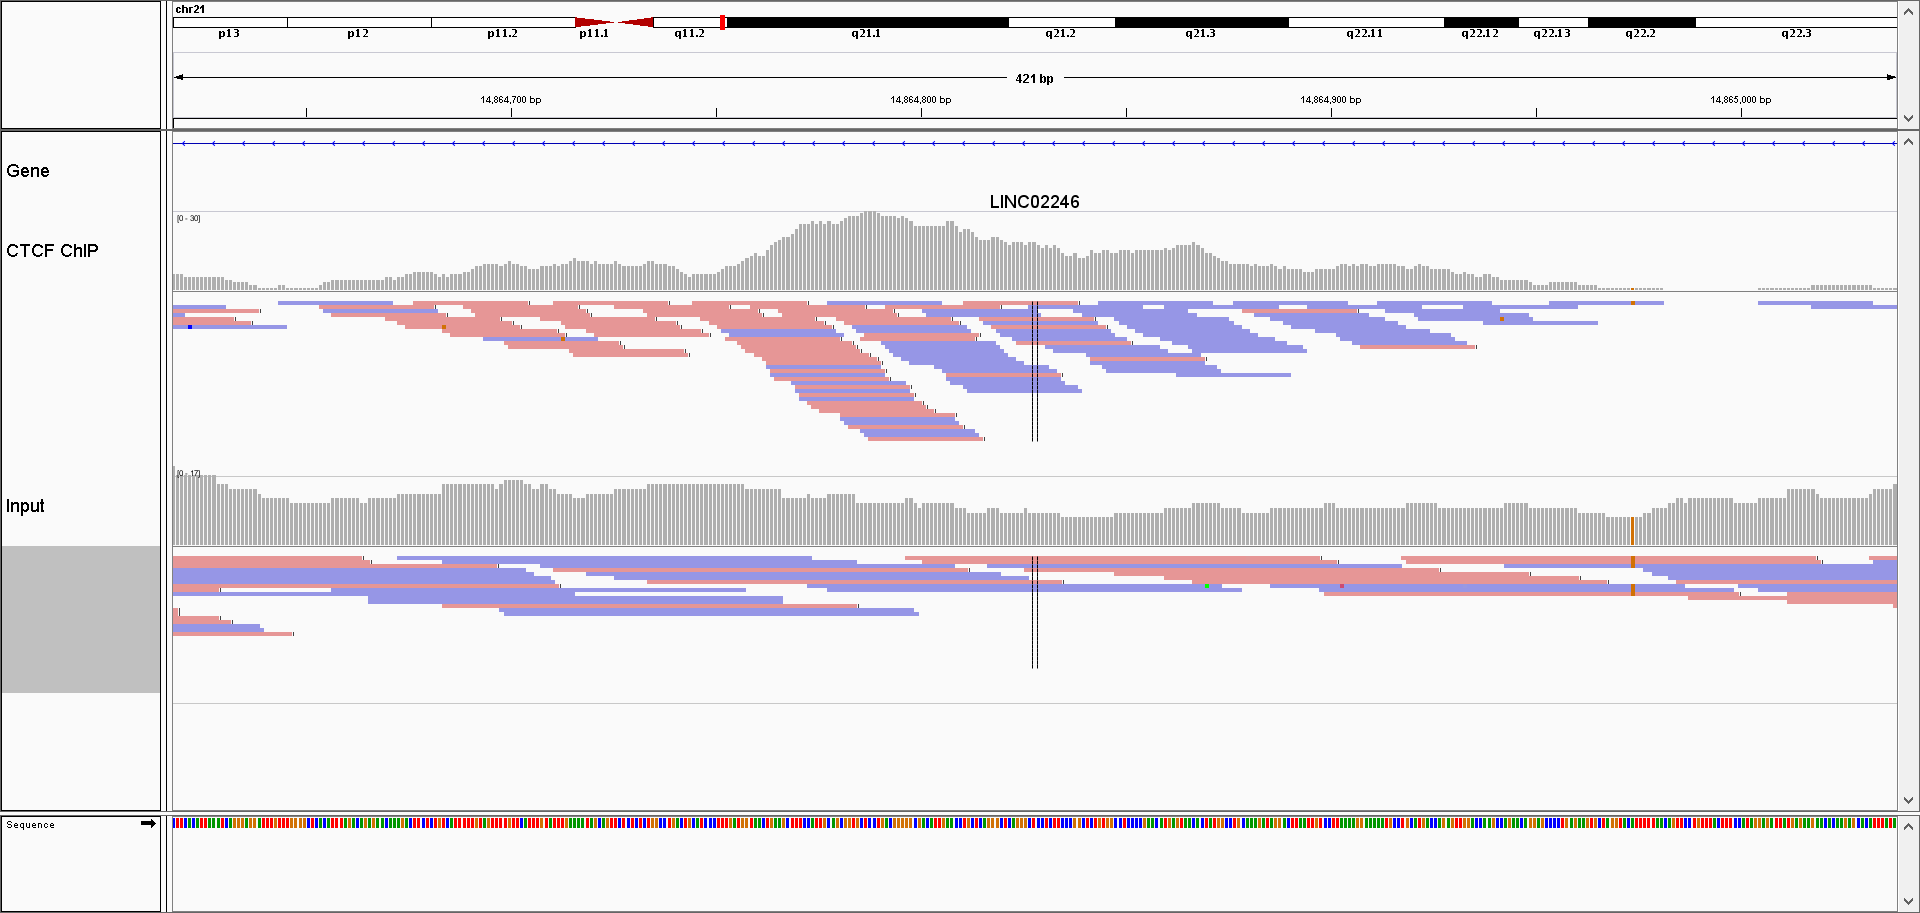 chr21
p13 p12 p11.2 p11.1 q11.2 q21.1 q21.2 q21.3 q22.11 q22.12 q22.13 q22.2 q22.3
421 bp
14,864,700 bp 14,864,800 bp 14,864,900 bp 14,865,000 bp
Gene
LINC02246
[0 - 30]
CTCF ChIP
[0 - 17]
Input
Sequence